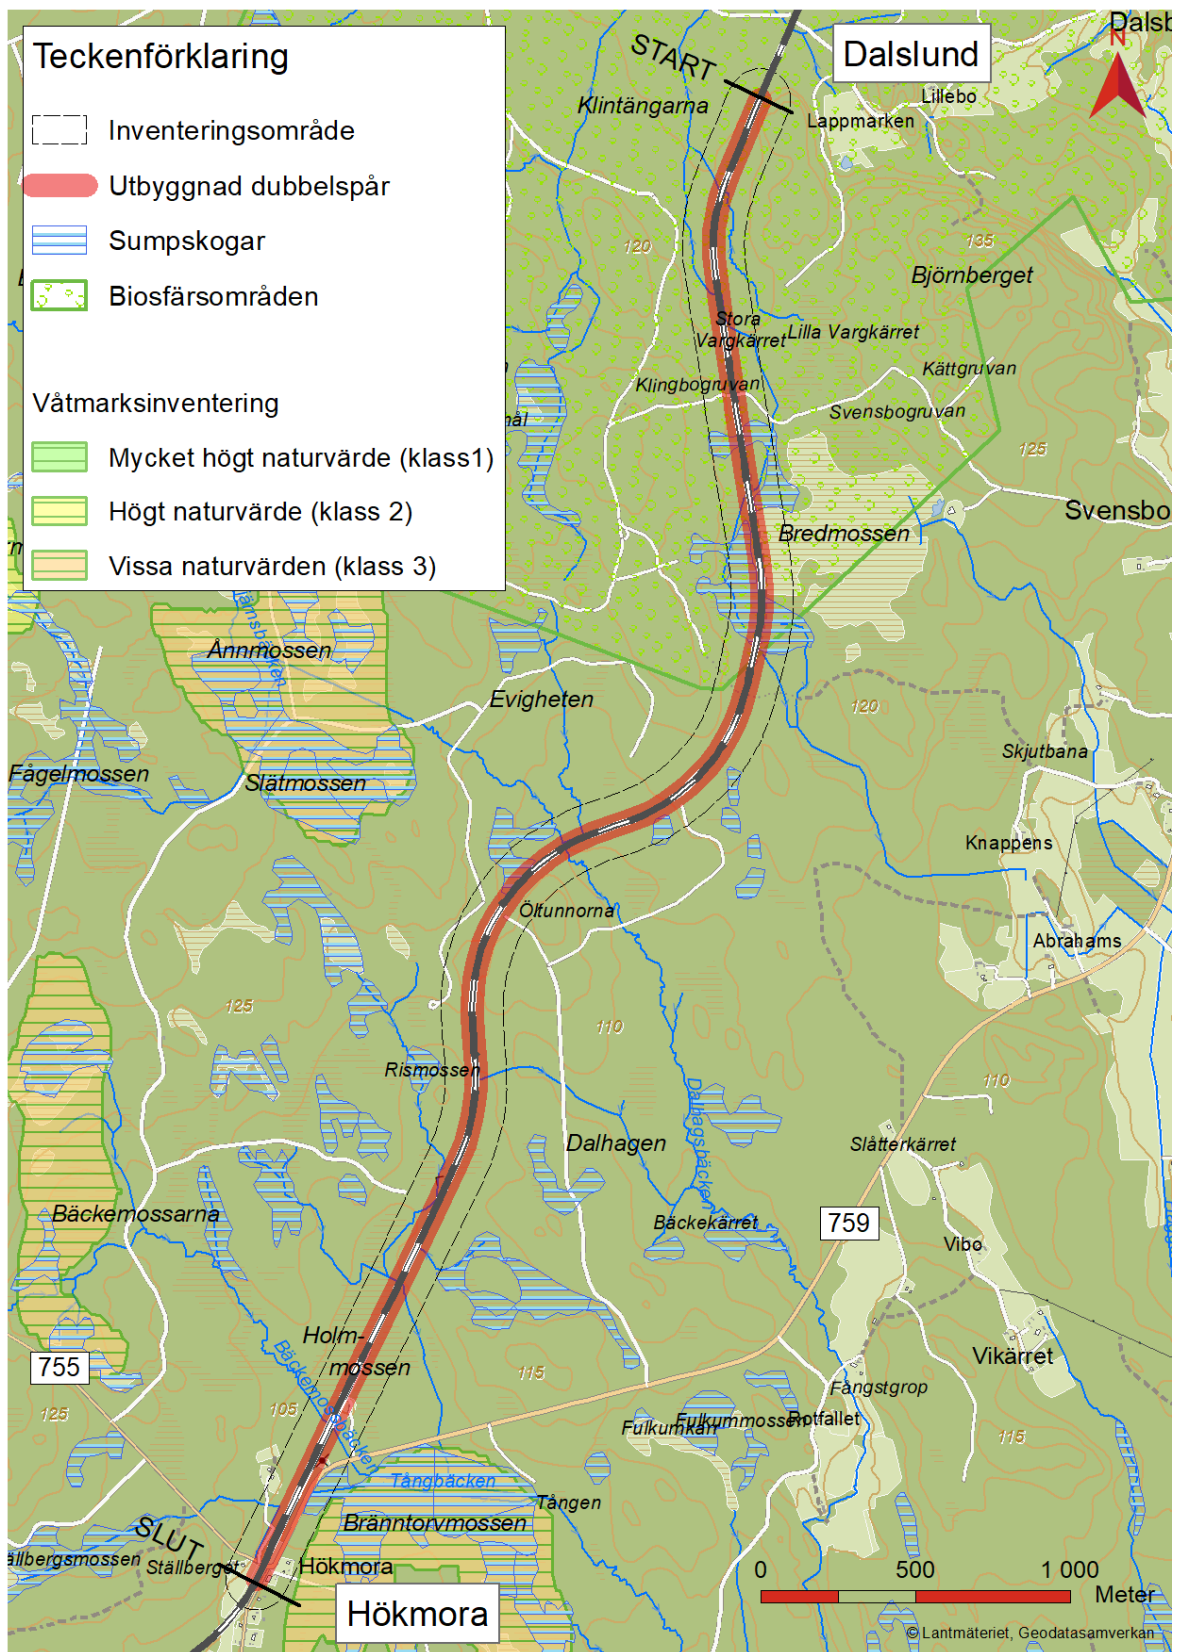 Teckenförklaring
Inventeringsområde
Utbyggnad dubbelspår
Sumpskogar
Biosfärsområden
Våtmarksinventering
Mycket högt naturvärde (klass1)
Högt naturvärde (klass 2)
Vissa naturvärden (klass 3)
START
Dalslund
N
Klintängarna
Lillebo
Lappmarken
120
135
Björnberget
Stora
Vargkärret
Lilla Vargkärret
Kättgruvan
Klingbogruvan
Svensbogruvan
125
Svensbo
Bredmossen
Ånnmossen
Evigheten
120
Skjutbana
Fågelmossen
Slätmossen
Knappens
Öltunnorna
Abrahams
125
110
Rismossen
110
Dalhagsbäcken
Dalhagen
Slåtterkärret
Bäckemossarna
Bäckekärret
759
Vibo
Holm-
mossen
Bäckemossbäcken
755
115
Vikärret
Fångstgrop
125
105
Fulkumkärr
Fulkummossen
Rotfallet
115
Tångbäcken
Tången
Bränntorvmossen
SLUT
Ställberget
Hökmora
Hökmora
0 500 1 000
Meter
© Lantmäteriet, Geodatasamverkan